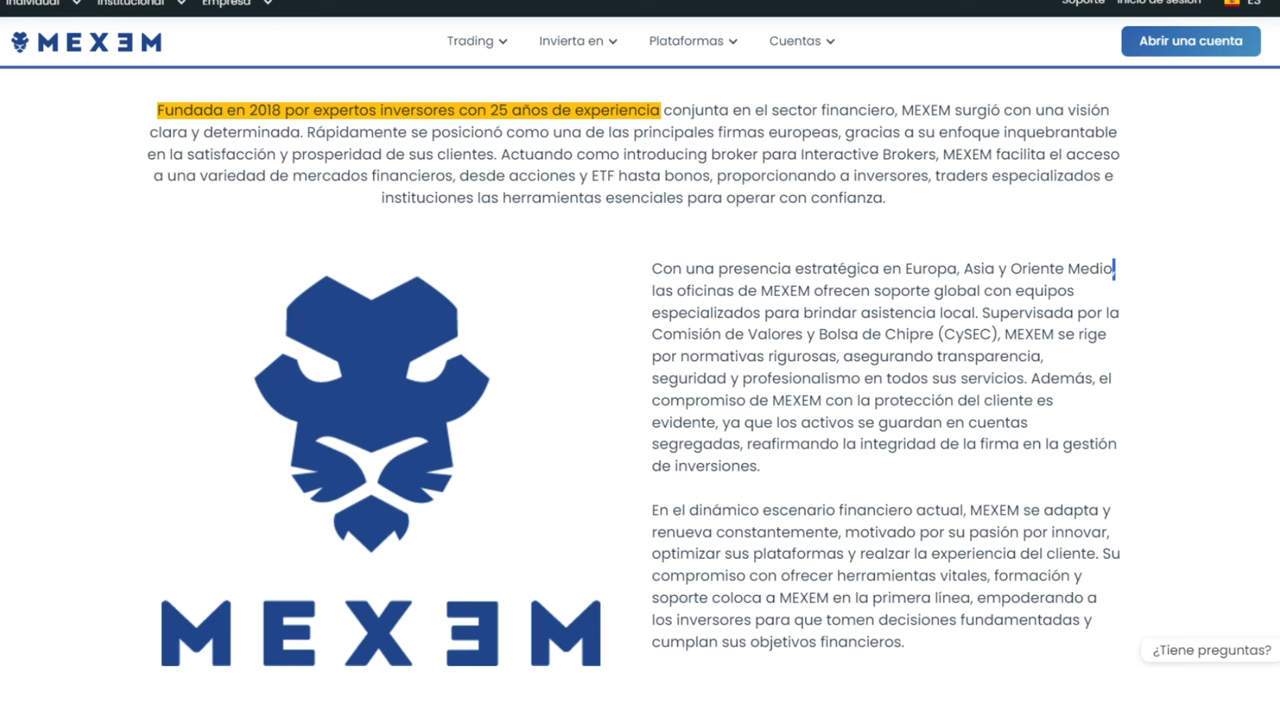 Individual Institucional Empresa Soporte Inicio de sesión ES
MEXEM Trading Invierta en Plataformas Cuentas Abrir una cuenta
Fundada en 2018 por expertos inversores con 25 años de experiencia conjunta en el sector financiero, MEXEM surgió con una visión
clara y determinada. Rápidamente se posicionó como una de las principales firmas europeas, gracias a su enfoque inquebrantable
en la satisfacción y prosperidad de sus clientes. Actuando como introducing broker para Interactive Brokers, MEXEM facilita el acceso
a una variedad de mercados financieros, desde acciones y ETF hasta bonos, proporcionando a inversores, traders especializados e
instituciones las herramientas esenciales para operar con confianza.
Con una presencia estratégica en Europa, Asia y Oriente Medio,
las oficinas de MEXEM ofrecen soporte global con equipos
especializados para brindar asistencia local. Supervisada por la
Comisión de Valores y Bolsa de Chipre (CySEC), MEXEM se rige
por normativas rigurosas, asegurando transparencia,
seguridad y profesionalismo en todos sus servicios. Además, el
compromiso de MEXEM con la protección del cliente es
evidente, ya que los activos se guardan en cuentas
segregadas, reafirmando la integridad de la firma en la gestión
de inversiones.
En el dinámico escenario financiero actual, MEXEM se adapta y
renueva constantemente, motivado por su pasión por innovar,
optimizar sus plataformas y realzar la experiencia del cliente. Su
compromiso con ofrecer herramientas vitales, formación y
soporte coloca a MEXEM en la primera línea, empoderando a
los inversores para que tomen decisiones fundamentadas y
cumplan sus objetivos financieros.
MEXEM
¿Tiene preguntas?